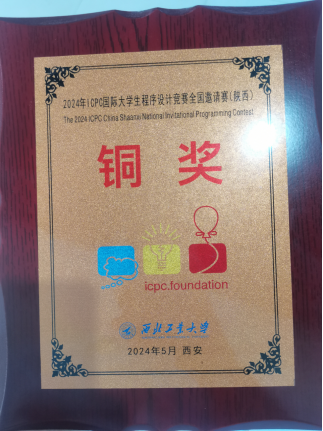 2024年ICPC国际大学生程序设计竞赛全国邀请赛(陕西)
The 2024 ICPC China Shaanxi National Invitational Programming Contest
铜 奖
icpc.foundation
西北工业大学
2024年5月 西安